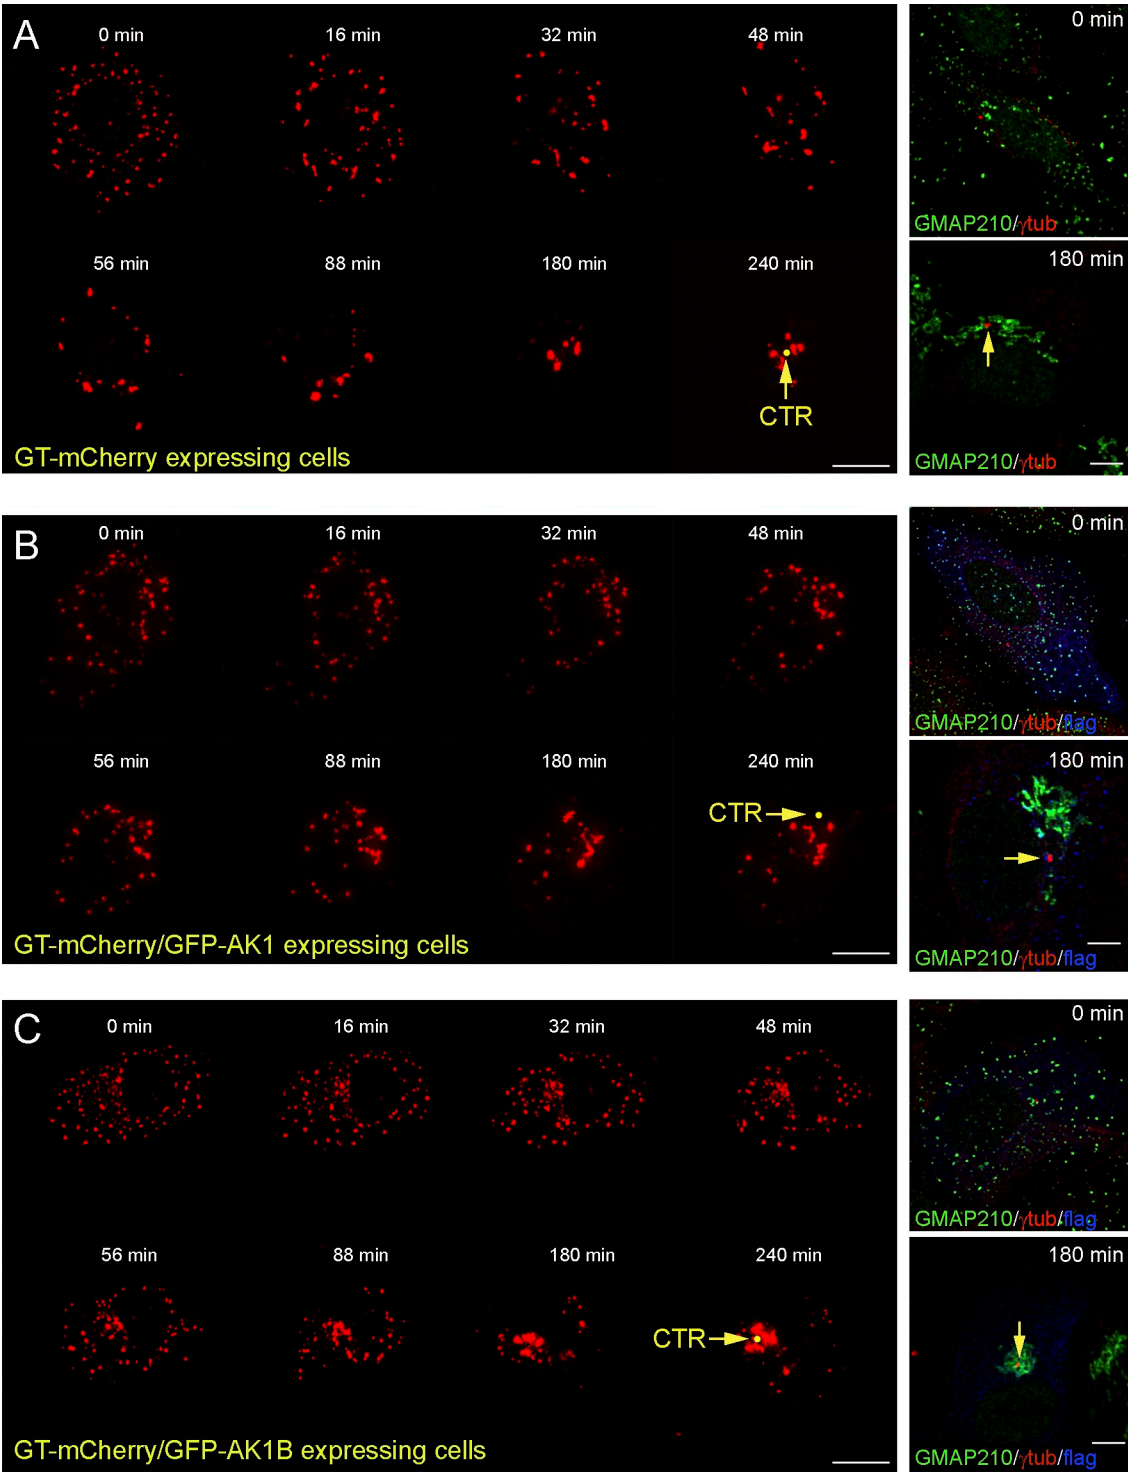 A
0 min 16 min 32 min 48 min
56 min 88 min 180 min 240 min
CTR
GT-mCherry expressing cells
0 min
GMAP210/γtub
180 min
GMAP210/γtub
B
0 min 16 min 32 min 48 min
56 min 88 min 180 min 240 min
CTR
GT-mCherry/GFP-AK1 expressing cells
0 min
GMAP210/γtub/flag
180 min
GMAP210/γtub/flag
C
0 min 16 min 32 min 48 min
56 min 88 min 180 min 240 min
CTR
GT-mCherry/GFP-AK1B expressing cells
0 min
GMAP210/γtub/flag
180 min
GMAP210/γtub/flag